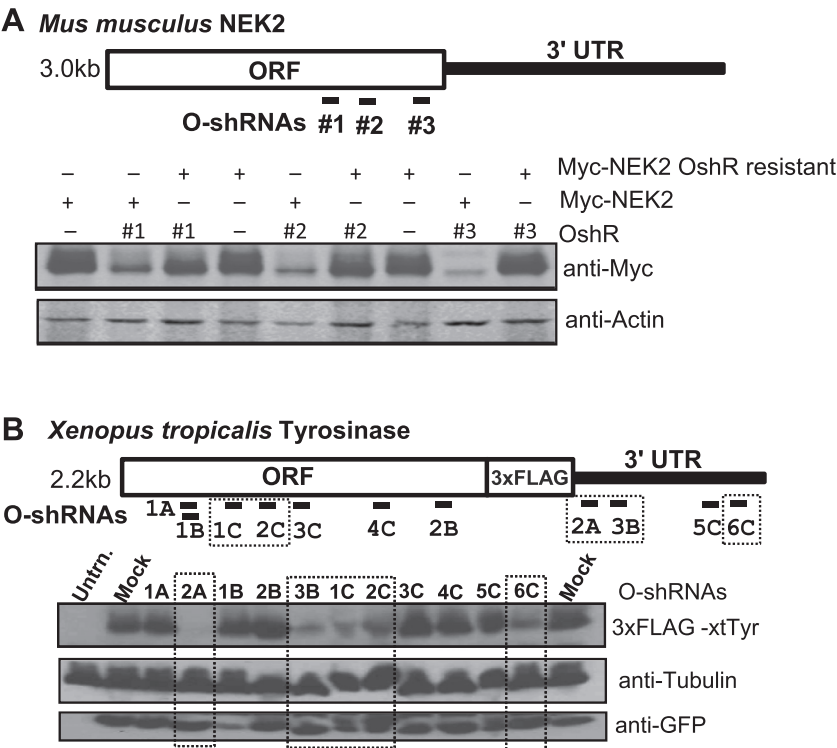 A Mus musculus NEK2
3' UTR
3.0kb ORF
O-shRNAs #1 #2 #3
– – + + – + + – + Myc-NEK2 OshR resistant
+ + – – + – – + – Myc-NEK2
– #1 #1 – #2 #2 – #3 #3 OshR
anti-Myc
anti-Actin
B Xenopus tropicalis Tyrosinase
3' UTR
2.2kb ORF 3xFLAG
O-shRNAs 1A
1B 1C 2C 3C 4C 2B 2A 3B 5C 6C
Untrn. Mock 1A 2A 1B 2B 3B 1C 2C 3C 4C 5C 6C Mock O-shRNAs
3xFLAG -xtTyr
anti-Tubulin
anti-GFP